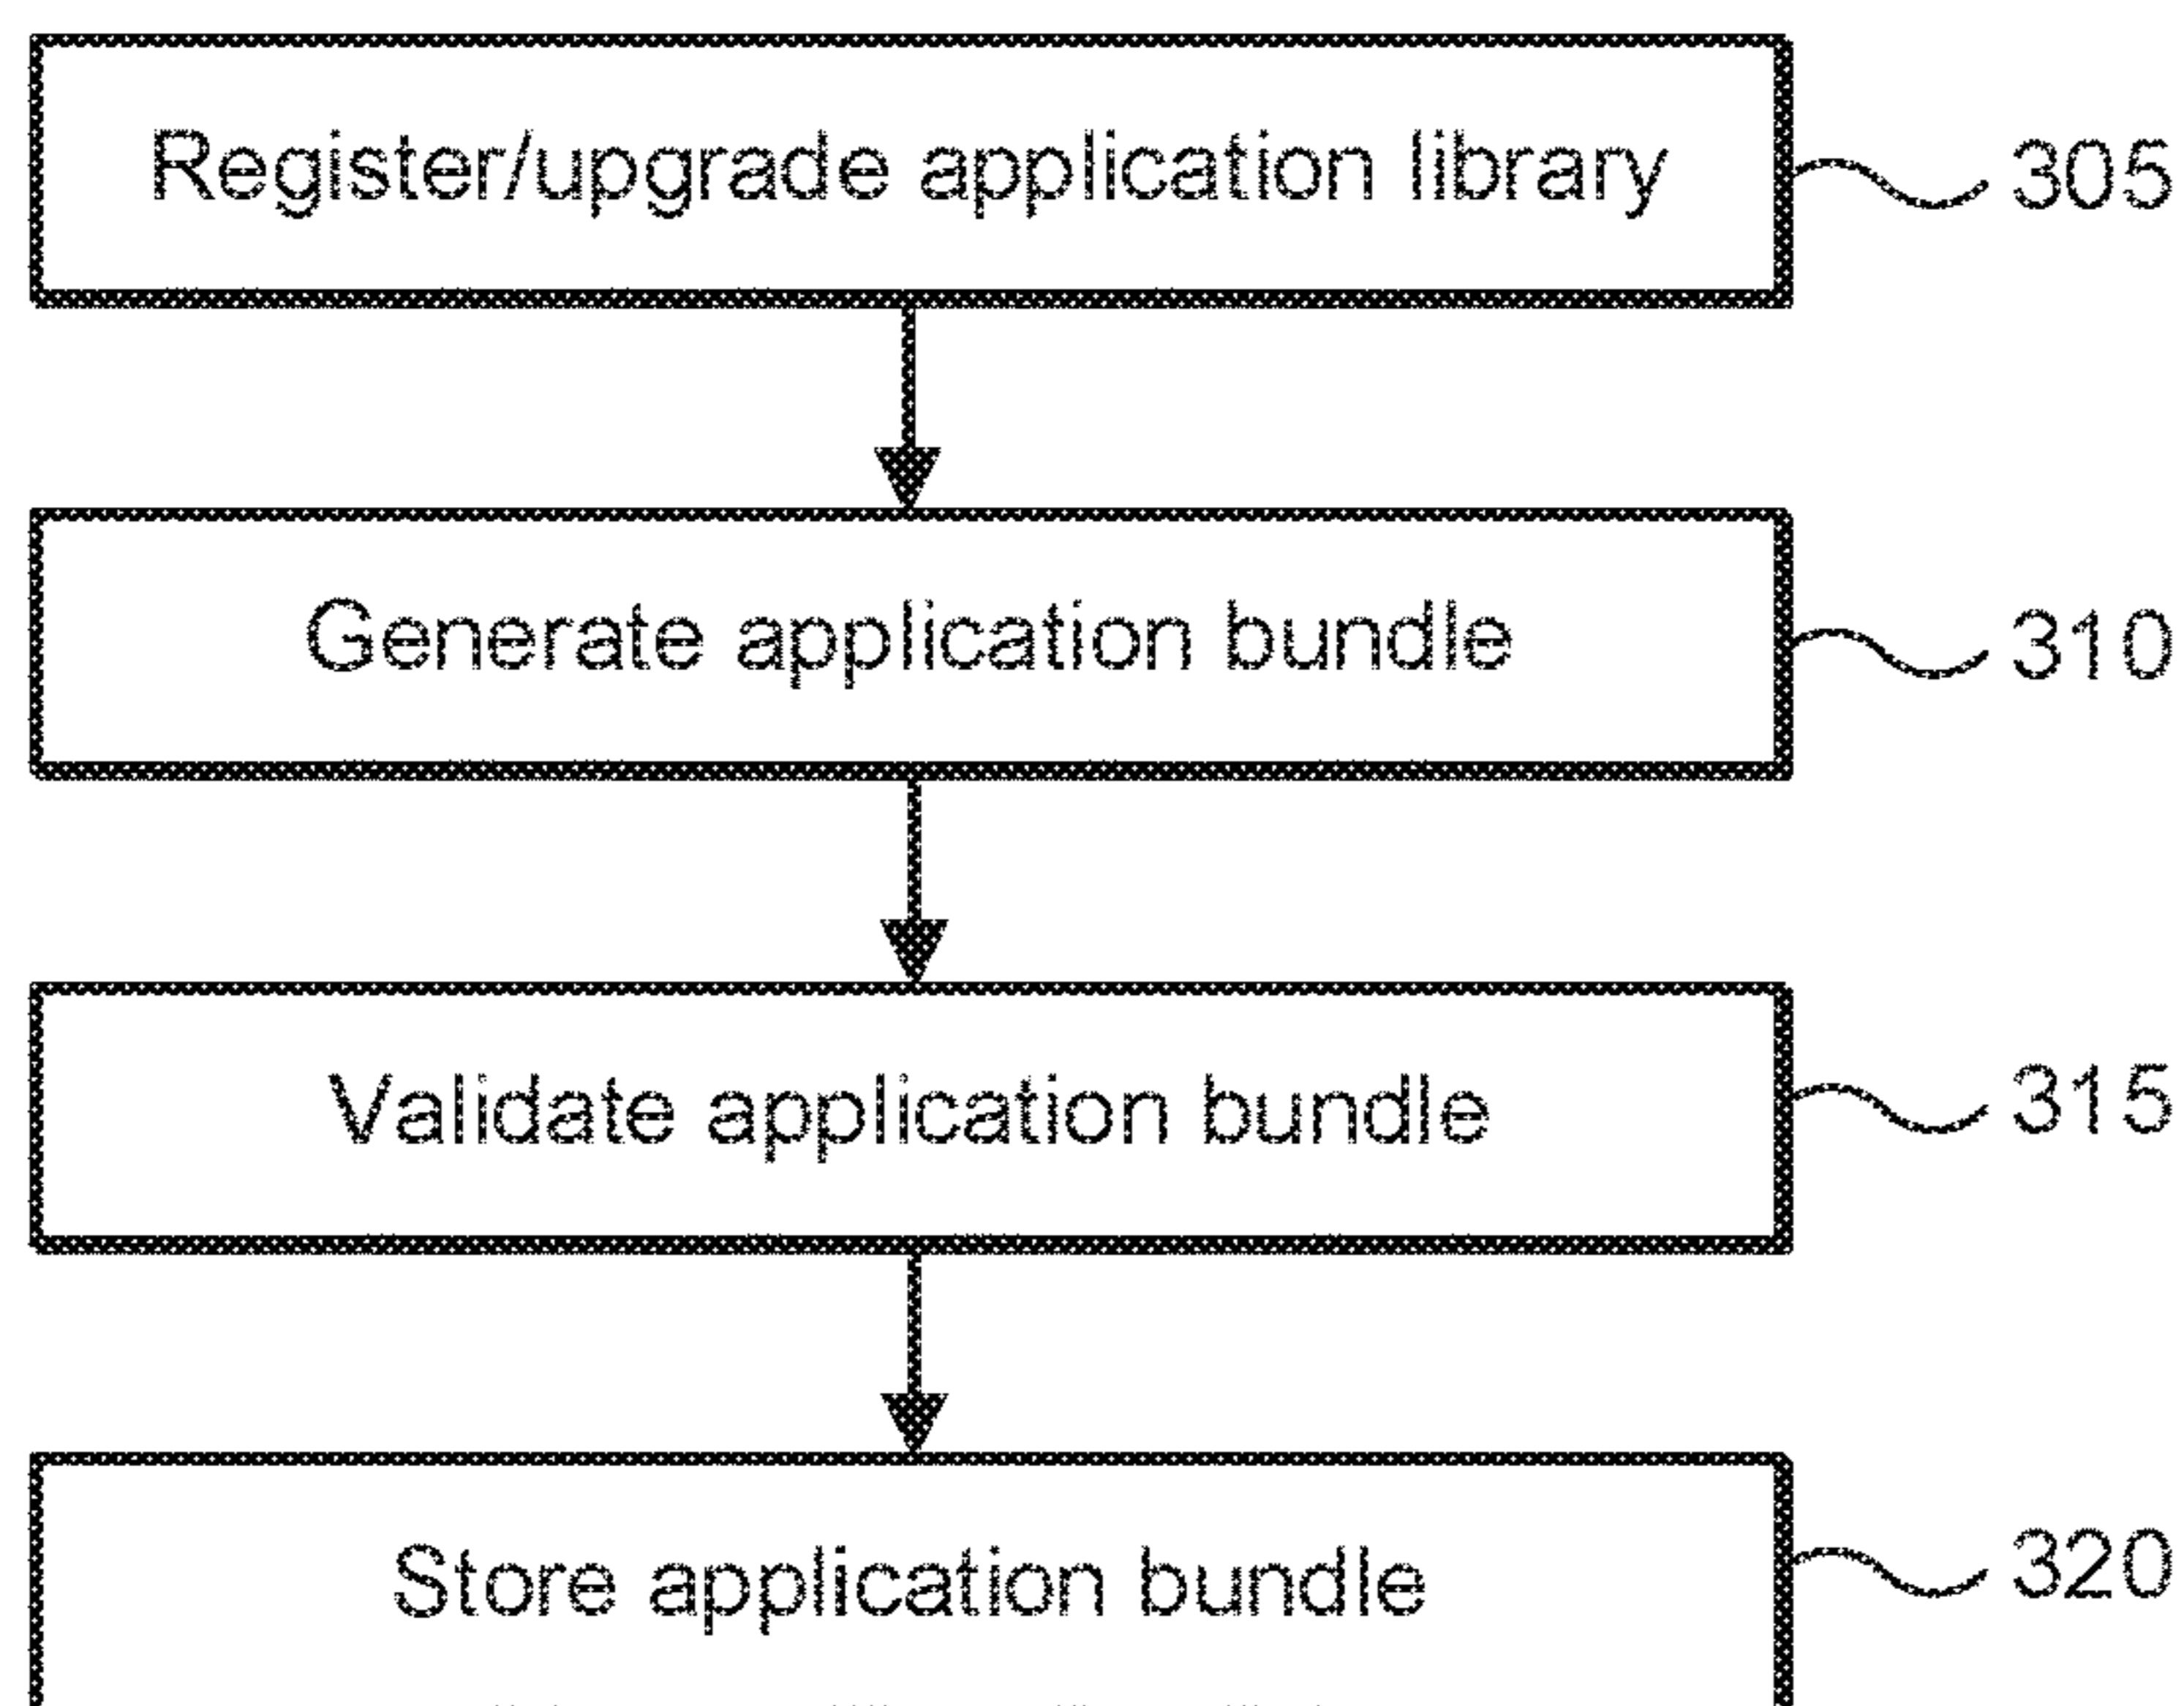 Register/upgrade application library
305
Generate application bundle
310
Validate application bundle
315
Store application bundle
320